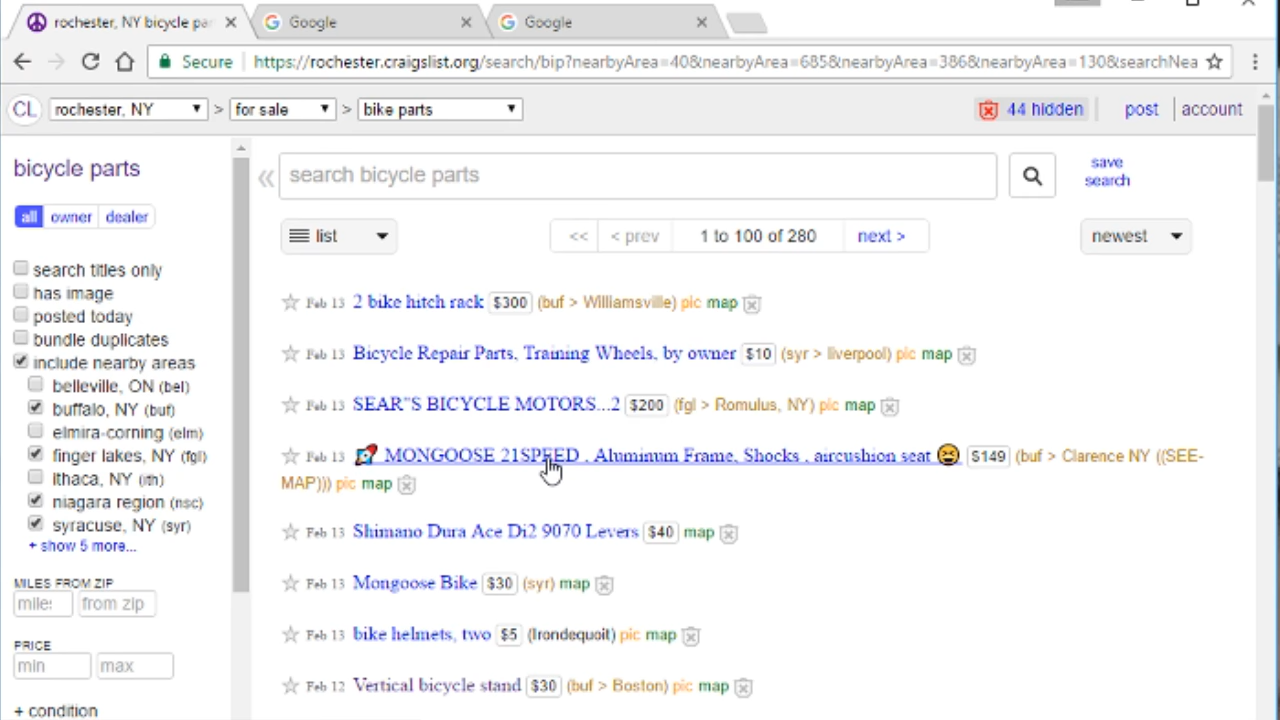 rochester, NY bicycle par
Google
Google
Secure
https://rochester.craigslist.org/search/bip?nearbyArea=40&nearbyArea=685&nearbyArea=386&nearbyArea=130&searchNea
CL
rochester, NY
>
for sale
>
bike parts
44 hidden
post
account
bicycle parts
all owner dealer
search titles only
has image
posted today
bundle duplicates
include nearby areas
belleville, ON (bel)
buffalo, NY (buf)
elmira-corning (elm)
finger lakes, NY (fgl)
ithaca, NY (ith)
niagara region (nsc)
syracuse, NY (syr)
+ show 5 more...
MILES FROM ZIP
miles
from zip
PRICE
min
max
+ condition
«
search bicycle parts
save
search
list
<< < prev 1 to 100 of 280 next >
newest
Feb 13 2 bike hitch rack $300 (buf > Williamsville) pic map
Feb 13 Bicycle Repair Parts, Training Wheels, by owner $10 (syr > liverpool) pic map
Feb 13 SEAR"S BICYCLE MOTORS...2 $200 (fgl > Romulus, NY) pic map
Feb 13 🚀 MONGOOSE 21SPEED , Aluminum Frame, Shocks , aircushion seat 😆 $149 (buf > Clarence NY ((SEE-
MAP))) pic map
Feb 13 Shimano Dura Ace Di2 9070 Levers $40 map
Feb 13 Mongoose Bike $30 (syr) map
Feb 13 bike helmets, two $5 (Irondequoit) pic map
Feb 12 Vertical bicycle stand $30 (buf > Boston) pic map